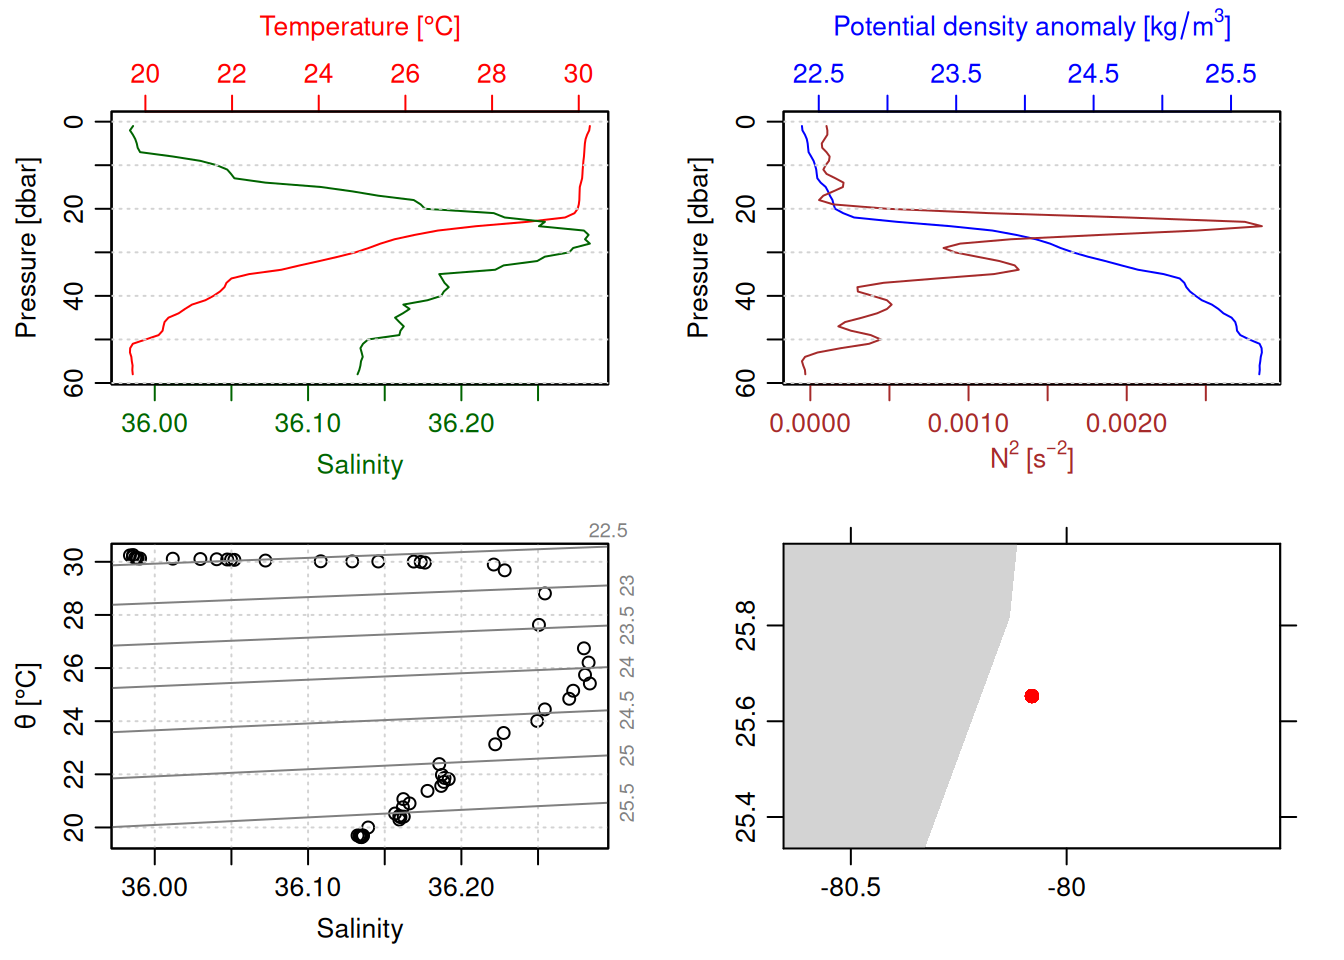 Temperature [°C]
20 22 24 26 28 30
0
20
40
60
Pressure [dbar]
36.00 36.10 36.20
Salinity
Potential density anomaly [kg/m³]
22.5 23.5 24.5 25.5
0
20
40
60
Pressure [dbar]
0.0000 0.0010 0.0020
N² [s⁻²]
22.5
30
28
26
24
22
20
θ [°C]
23
23.5
24
24.5
25
25.5
36.00 36.10 36.20
Salinity
25.8
25.6
25.4
-80.5 -80